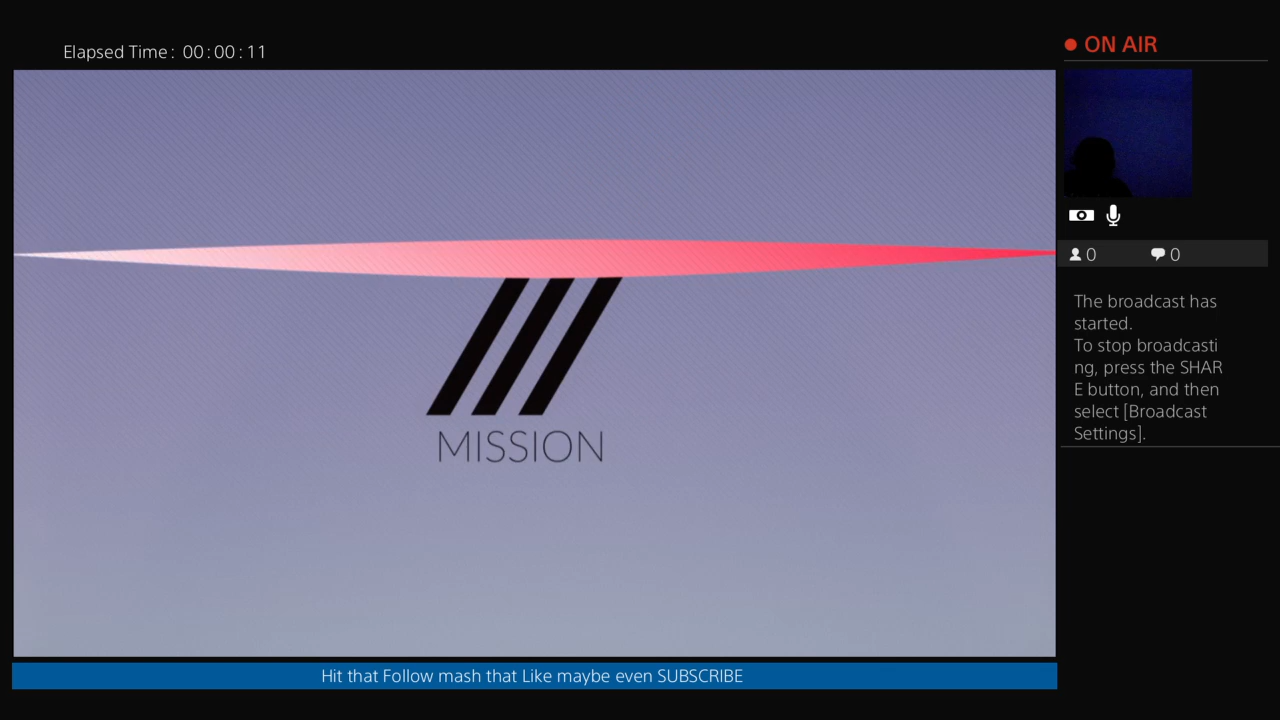 Elapsed Time: 00:00:11
ON AIR
MISSION
0 0
The broadcast has
started.
To stop broadcasti
ng, press the SHAR
E button, and then
select [Broadcast
Settings].
Hit that Follow mash that Like maybe even SUBSCRIBE